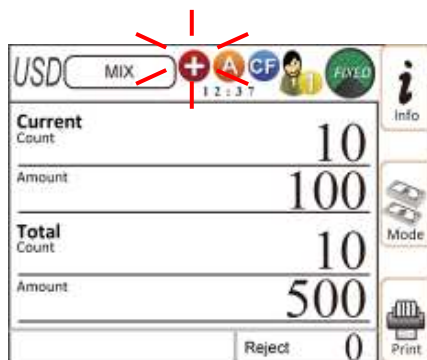 USD MIX + A CF 1 FIXED
12:37
Info
Current
Count 10
Amount 100
Mode
Total
Count 10
Amount 500
Reject 0
Print